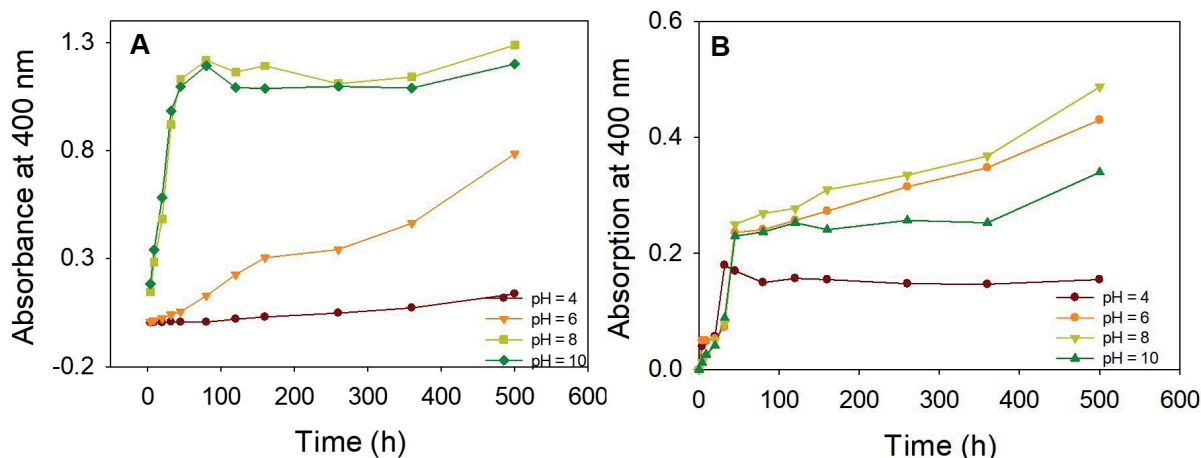 A
Absorbance at 400 nm
1.3
0.8
0.3
-0.2
pH = 4
pH = 6
pH = 8
pH = 10
0 100 200 300 400 500 600
Time (h)
B
Absorption at 400 nm
0.6
0.4
0.2
0.0
pH = 4
pH = 6
pH = 8
pH = 10
0 100 200 300 400 500 600
Time (h)